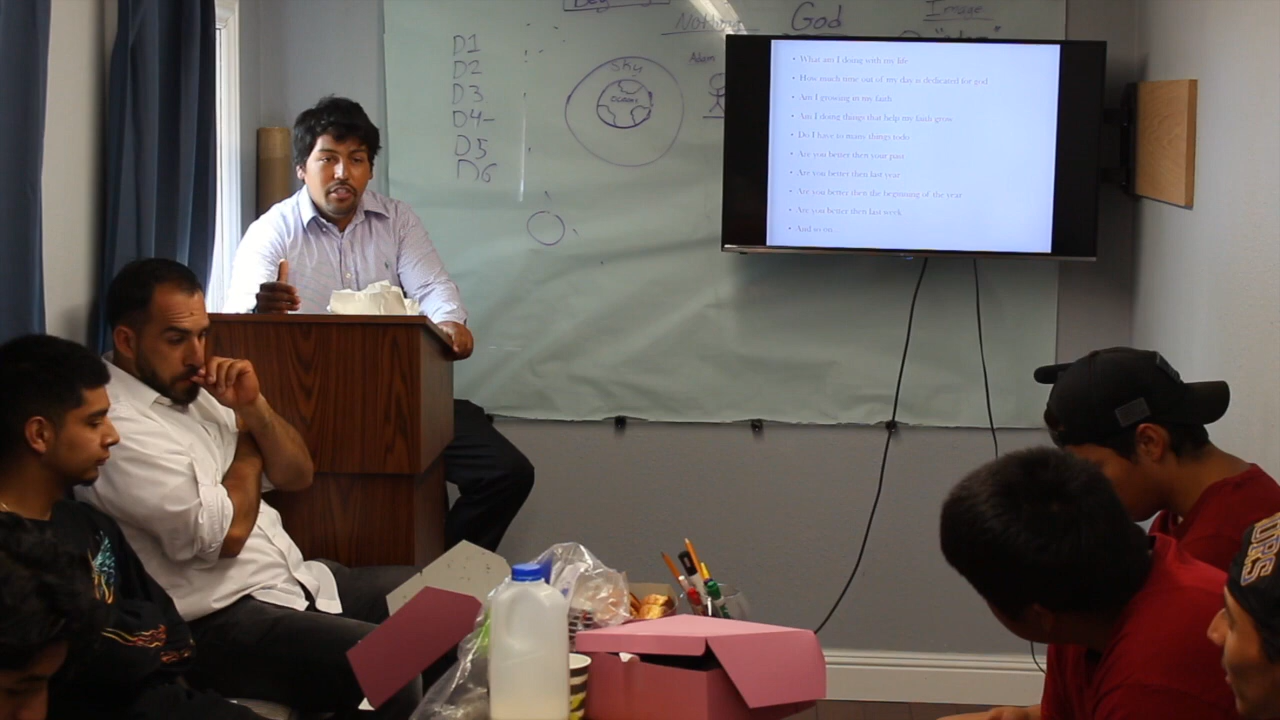 Nothing
God
Image
D1
D2
D3
D4-
D5
D6
Sky
Ocean
Adam
• What am I doing with my life
• How much time out of my day is dedicated for god
• Am I growing in my faith
• Am I doing things that help my faith grow
• Do I have to many things todo
• Are you better then your past
• Are you better then last year
• Are you better then the beginning of the year
• Are you better then last week
• And so on.